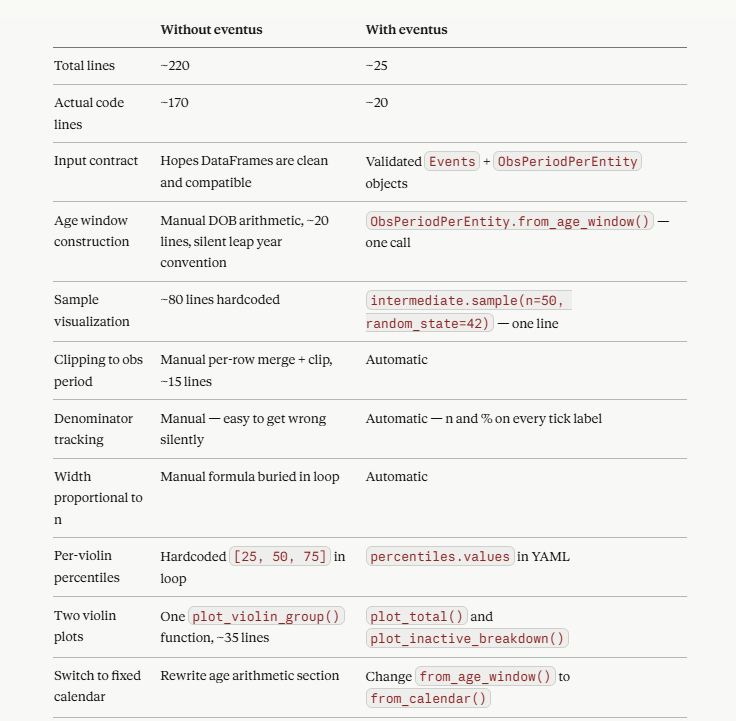 Without eventus With eventus
Total lines ~220 ~25
Actual code ~170 ~20
lines
Input contract Hopes DataFrames are clean Validated Events + ObsPeriodPerEntity
and compatible objects
Age window Manual DOB arithmetic, ~20 ObsPeriodPerEntity.from_age_window() —
construction lines, silent leap year one call
convention
Sample ~80 lines hardcoded intermediate.sample(n=50,
visualization random_state=42) — one line
Clipping to obs Manual per-row merge + clip, Automatic
period ~15 lines
Denominator Manual — easy to get wrong Automatic — n and % on every tick label
tracking silently
Width Manual formula buried in loop Automatic
proportional to
n
Per-violin Hardcoded [25, 50, 75] in percentiles.values in YAML
percentiles loop
Two violin One plot_violin_group() plot_total() and
plots function, ~35 lines plot_inactive_breakdown()
Switch to fixed Rewrite age arithmetic section Change from_age_window() to
calendar from_calendar()